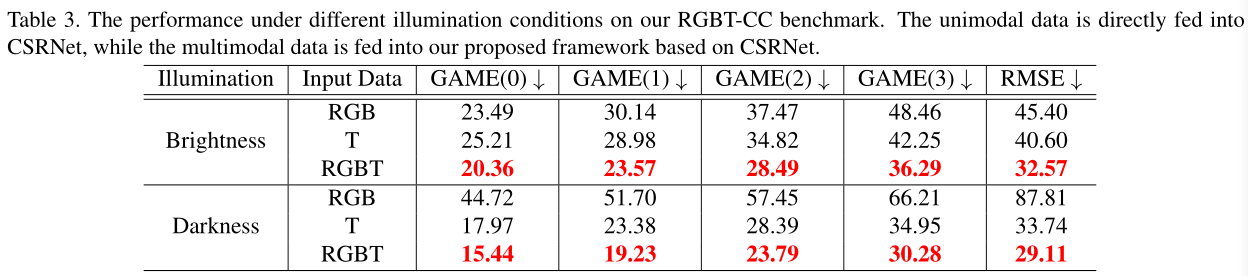 Table 3. The performance under different illumination conditions on our RGBT-CC benchmark. The unimodal data is directly fed into
CSRNet, while the multimodal data is fed into our proposed framework based on CSRNet.
Illumination Input Data GAME(0) ↓ GAME(1) ↓ GAME(2) ↓ GAME(3) ↓ RMSE ↓
RGB 23.49 30.14 37.47 48.46 45.40
Brightness T 25.21 28.98 34.82 42.25 40.60
RGBT 20.36 23.57 28.49 36.29 32.57
RGB 44.72 51.70 57.45 66.21 87.81
Darkness T 17.97 23.38 28.39 34.95 33.74
RGBT 15.44 19.23 23.79 30.28 29.11